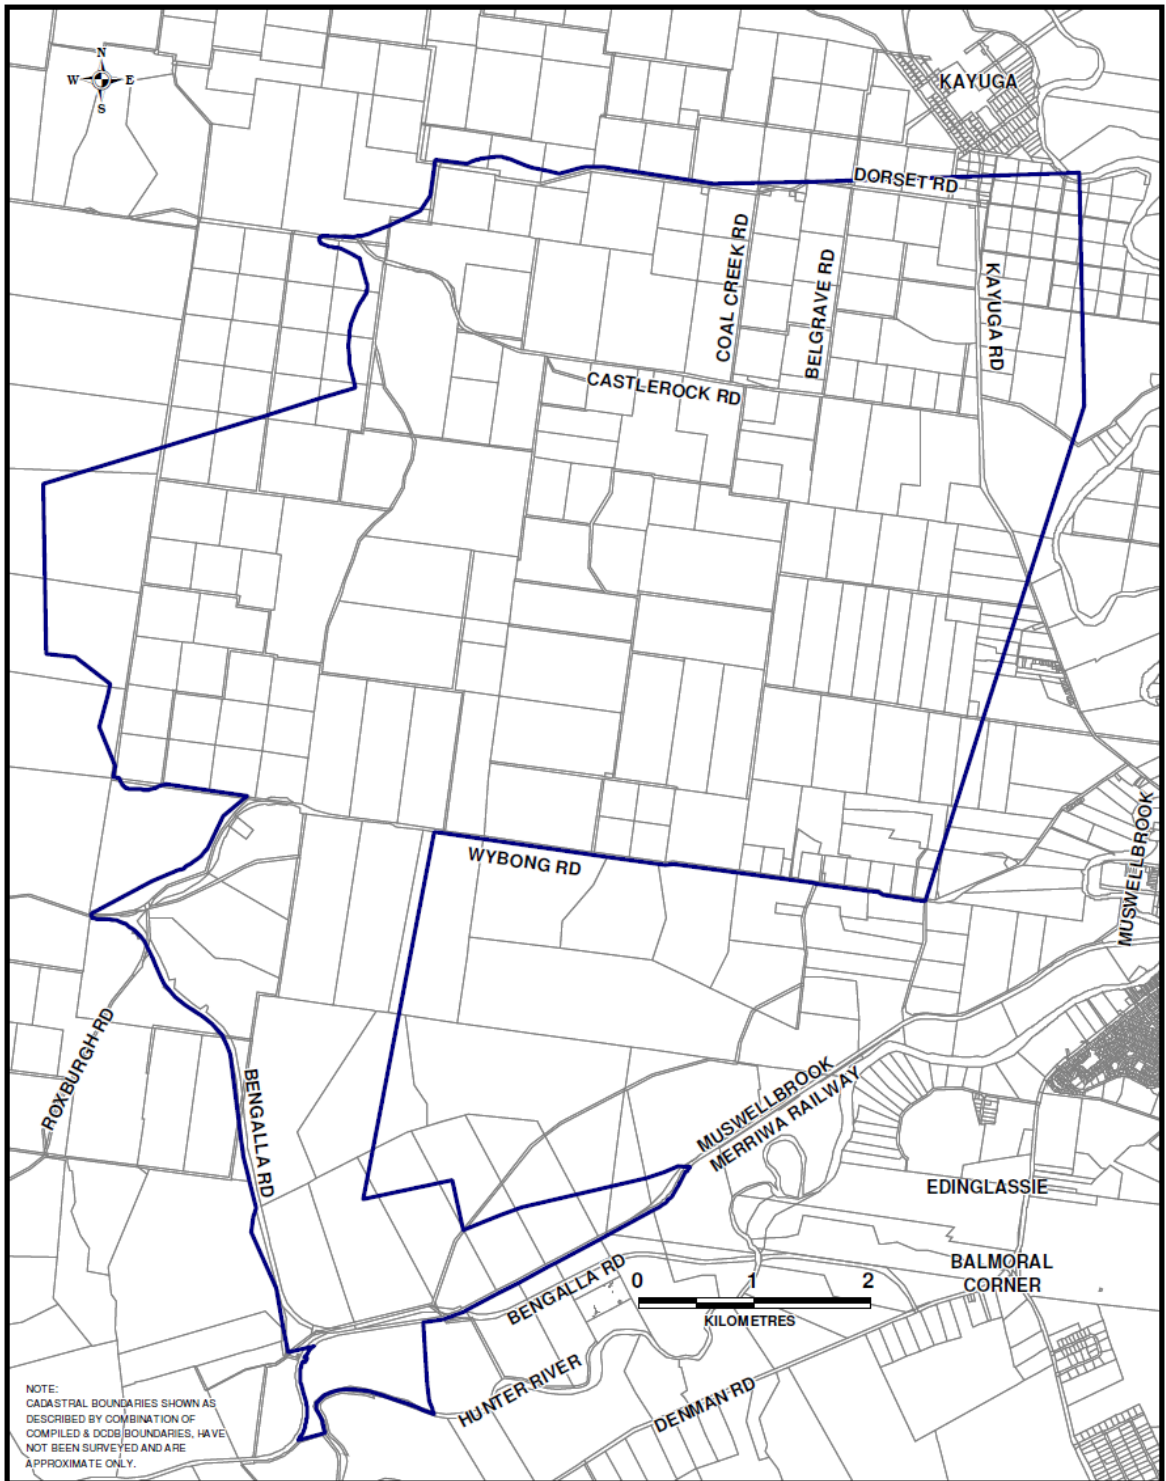 N
W E
S
KAYUGA
DORSET RD
COAL CREEK RD
BELGRAVE RD
KAYUGA RD
CASTLEROCK RD
MUSWELLBROOK
WYBONG RD
ROXBURGH RD
BENGALLA RD
MUSWELLBROOK
MERRIWA RAILWAY
EDINGLASSIE
BALMORAL
CORNER
BENGALLA RD
0 1 2
KILOMETRES
HUNTER RIVER
DENMAN RD
NOTE:
CADASTRAL BOUNDARIES SHOWN AS
DESCRIBED BY COMBINATION OF
COMPILED & DCDB BOUNDARIES, HAVE
NOT BEEN SURVEYED AND ARE
APPROXIMATE ONLY.